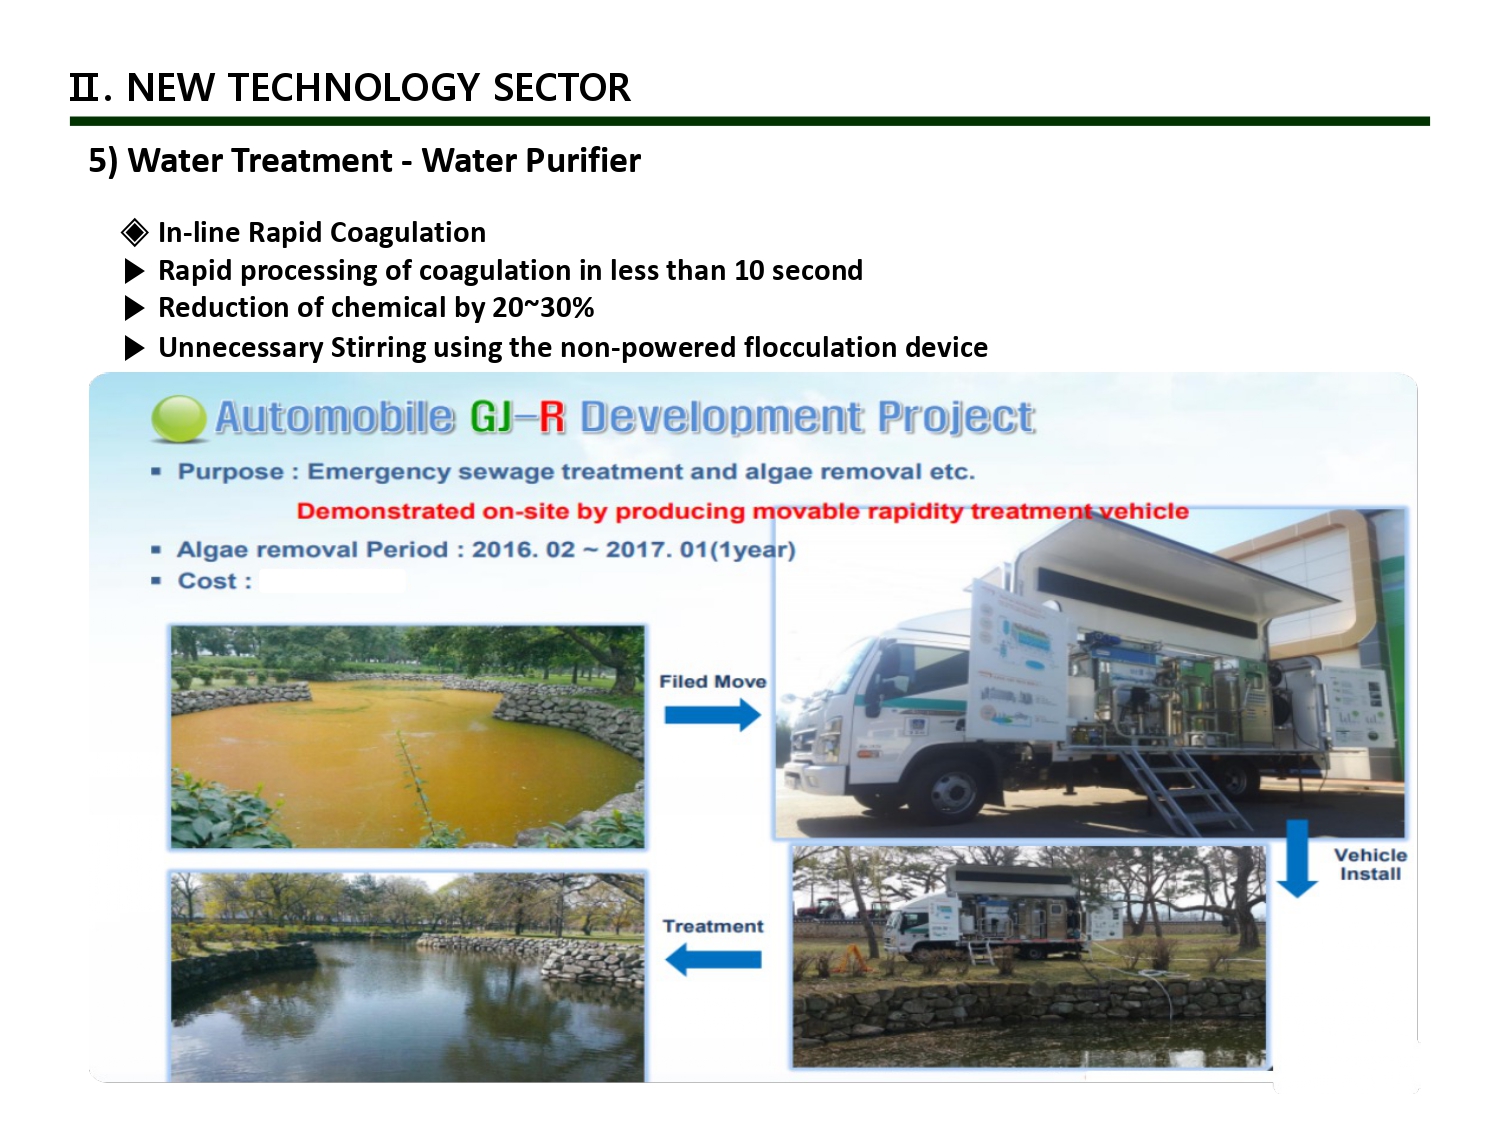 Ⅱ. NEW TECHNOLOGY SECTOR
5) Water Treatment - Water Purifier
◈ In-line Rapid Coagulation
▶ Rapid processing of coagulation in less than 10 second
▶ Reduction of chemical by 20~30%
▶ Unnecessary Stirring using the non-powered flocculation device
Automobile GJ-R Development Project
▪ Purpose : Emergency sewage treatment and algae removal etc.
Demonstrated on-site by producing movable rapidity treatment vehicle
▪ Algae removal Period : 2016. 02 ~ 2017. 01(1year)
▪ Cost :
Filed Move
Vehicle
Install
Treatment